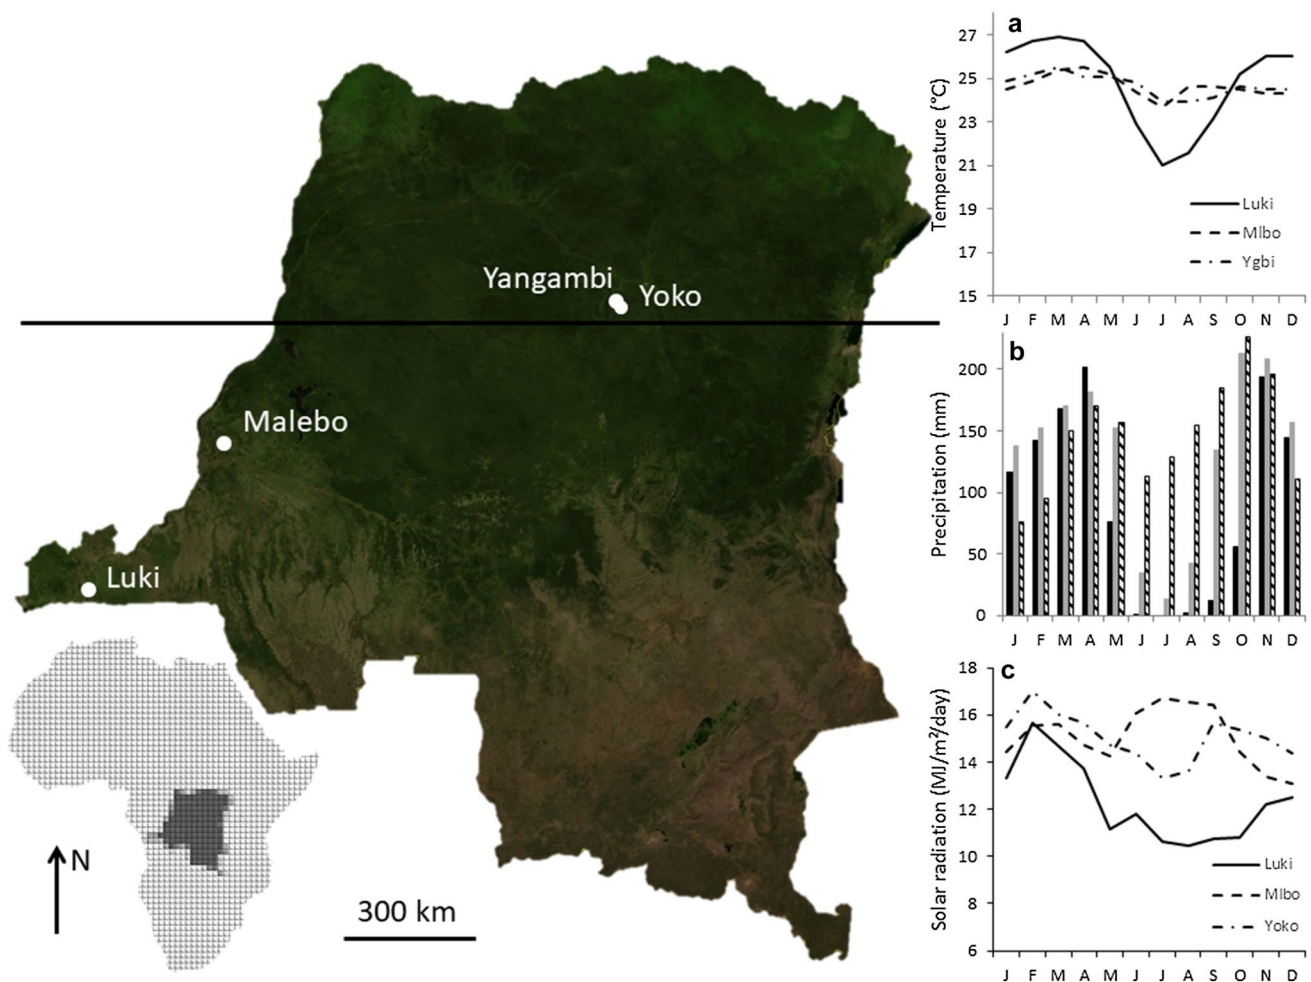 Yangambi
Yoko
Malebo
Luki
N
300 km
a
Temperature (°C)
27
25
23
21
19
17
15
Luki
Mlbo
Ygbi
J F M A M J J A S O N D
b
Precipitation (mm)
200
150
100
50
0
J F M A M J J A S O N D
c
Solar radiation (MJ/m²/day)
18
16
14
12
10
8
6
Luki
Mlbo
Yoko
J F M A M J J A S O N D